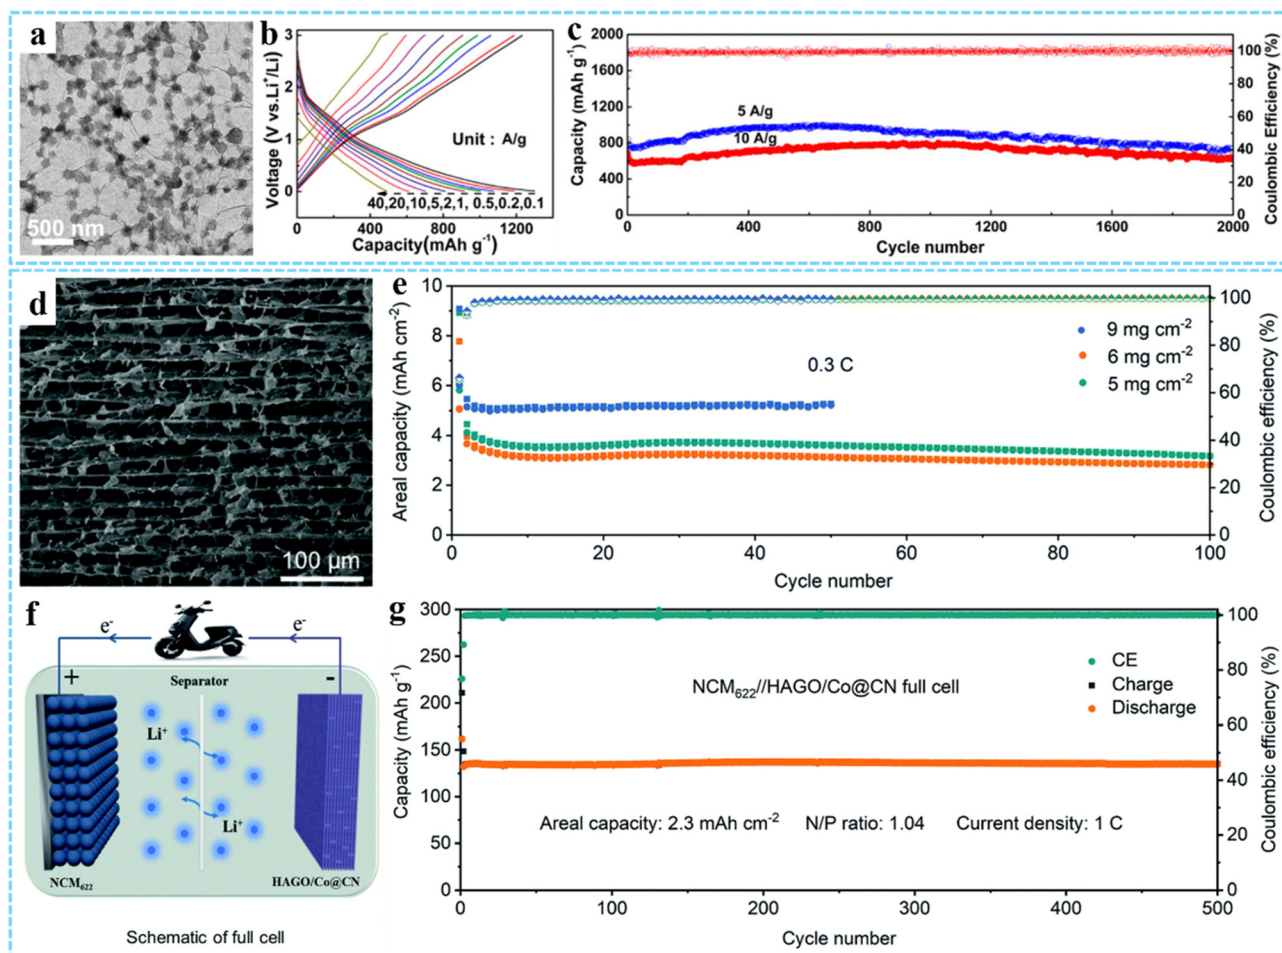 a
500 nm
b
Voltage (V vs.Li⁺/Li)
3
2
1
0
Unit : A/g
40,20,10,5,2,1, 0.5,0.2,0.1
0 400 800 1200
Capacity(mAh g⁻¹)
c
Capacity (mAh g⁻¹)
2000
1800
1600
1400
1200
1000
800
600
400
5 A/g
10 A/g
100
80
60
40
20
0
Coulombic Efficiency (%)
0 400 800 1200 1600 2000
Cycle number
d
100 µm
e
Areal capacity (mAh cm⁻²)
10
8
6
4
2
0
9 mg cm⁻²
6 mg cm⁻²
5 mg cm⁻²
0.3 C
100
80
60
40
20
0
Coulombic efficiency (%)
0 20 40 60 80 100
Cycle number
f
e⁻ e⁻
+ Separator -
Li⁺
Li⁺
NCM₆₂₂ HAGO/Co@CN
Schematic of full cell
g
Capacity (mAh g⁻¹)
300
250
200
150
100
50
0
CE
Charge
Discharge
NCM₆₂₂//HAGO/Co@CN full cell
Areal capacity: 2.3 mAh cm⁻² N/P ratio: 1.04 Current density: 1 C
100
80
60
40
20
0
Coulombic efficiency (%)
0 100 200 300 400 500
Cycle number